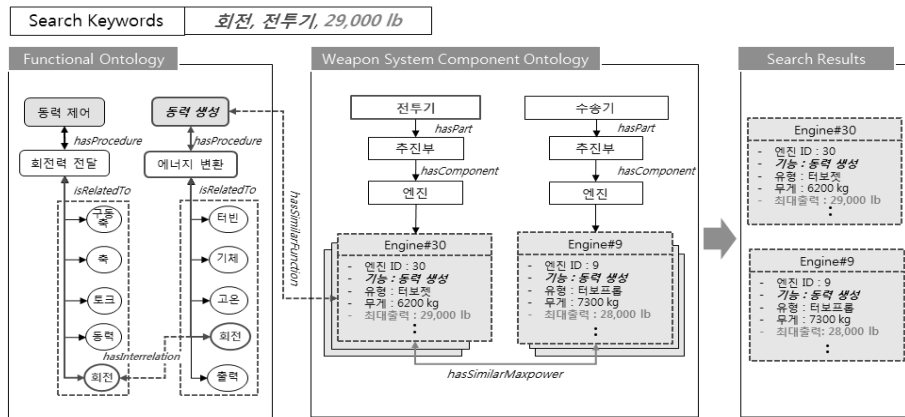 Search Keywords
회전, 전투기, 29,000 lb
Functional Ontology
동력 제어
동력 생성
hasProcedure
hasProcedure
회전력 전달
에너지 변환
isRelatedTo
isRelatedTo
구동
축
축
토크
동력
회전
터빈
기체
고온
회전
출력
hasInterrelation
hasSimilarFunction
Weapon System Component Ontology
전투기
수송기
hasPart
hasPart
추진부
추진부
hasComponent
hasComponent
엔진
엔진
Engine#30
- 엔진 ID : 30
- 기능 : 동력 생성
- 유형 : 터보젯
- 무게 : 6200 kg
- 최대출력 : 29,000 lb
:
Engine#9
- 엔진 ID : 9
- 기능 : 동력 생성
- 유형 : 터보프롭
- 무게 : 7300 kg
- 최대출력 : 28,000 lb
:
hasSimilarMaxpower
Search Results
Engine#30
- 엔진 ID : 30
- 기능 : 동력 생성
- 유형 : 터보젯
- 무게 : 6200 kg
- 최대출력 : 29,000 lb
:
Engine#9
- 엔진 ID : 9
- 기능 : 동력 생성
- 유형 : 터보프롭
- 무게 : 7300 kg
- 최대출력: 28,000 lb
: